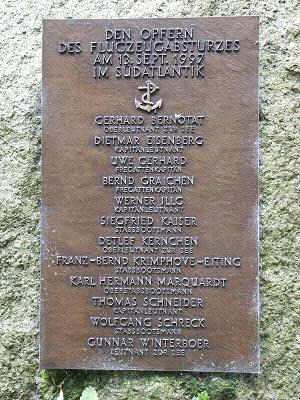 DEN OPFERN
DES FLUGZEUGABSTURZES
AM 13. SEPT. 1997
IM SÜDATLANTIK
GERHARD BERNOTAT
OBERLEUTNANT ZUR SEE
DIETMAR EISENBERG
KAPITÄNLEUTNANT
UWE GERHARD
FREGATTENKAPITÄN
BERND GRAICHEN
FREGATTENKAPITÄN
WERNER ILLG
KAPITÄNLEUTNANT
SIEGFRIED KAISER
STABSBOOTSMANN
DETLEF KERNCHEN
OBERLEUTNANT ZUR SEE
FRANZ-BERND KRIMPHOVE-EITING
STABSBOOTSMANN
KARL HERMANN MARQUARDT
OBERSTABSBOOTSMANN
THOMAS SCHNEIDER
KAPITÄNLEUTNANT
WOLFGANG SCHRECK
STABSBOOTSMANN
GUNNAR WINTERBOER
LEUTNANT ZUR SEE